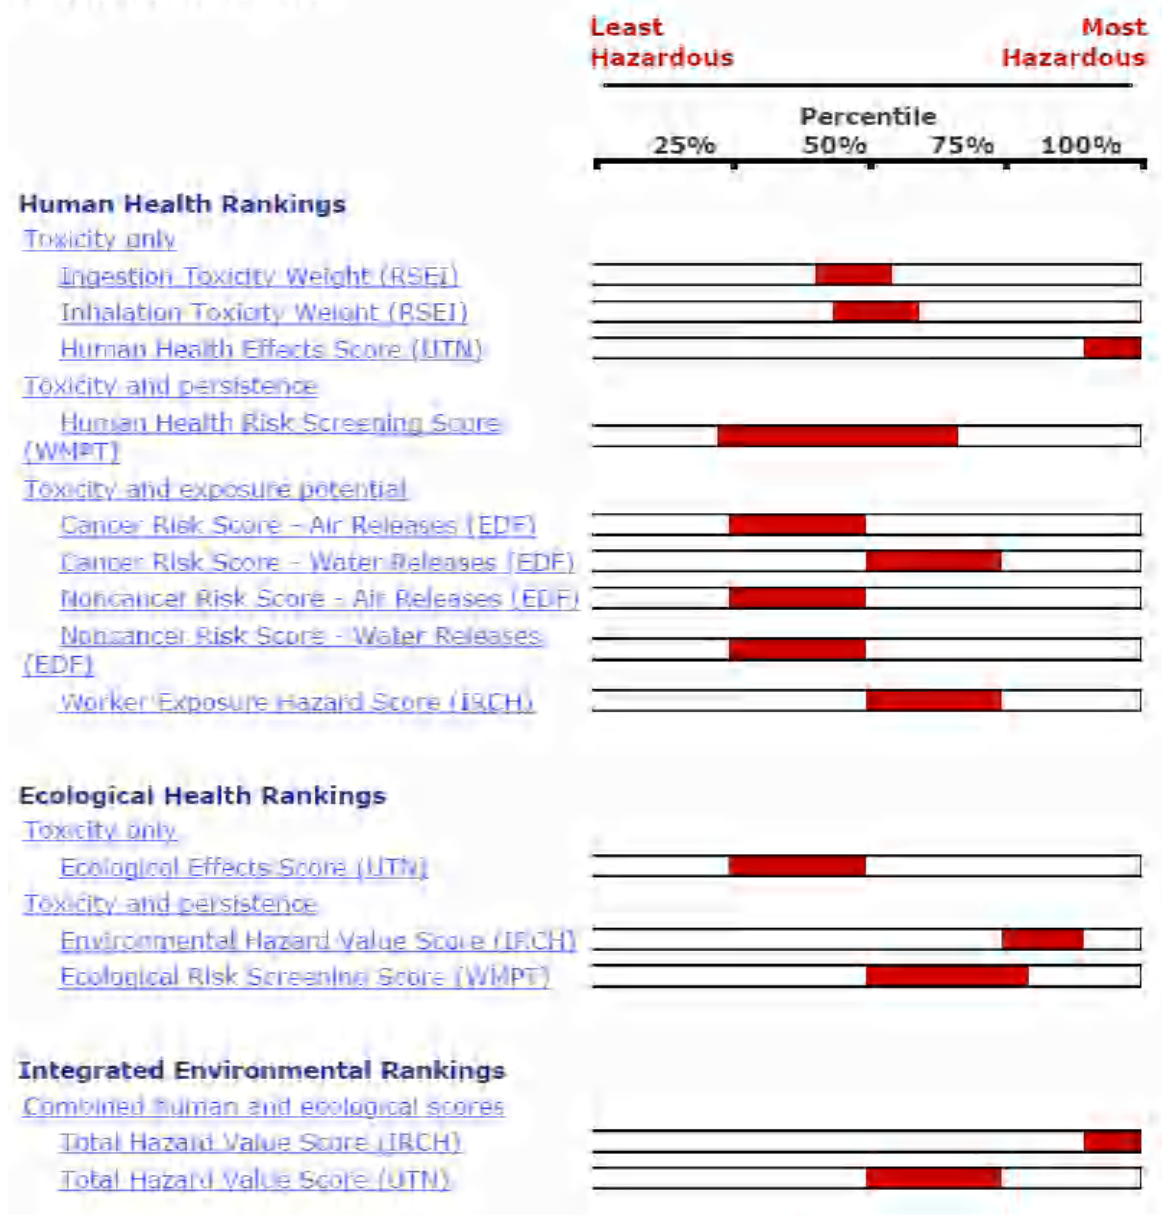 Least Most
Hazardous Hazardous
Percentile
25% 50% 75% 100%
Human Health Rankings
Toxicity only
Ingestion Toxicity Weight (RSEI)
Inhalation Toxicity Weight (RSEI)
Human Health Effects Score (UTN)
Toxicity and persistence
Human Health Risk Screening Score
(WMPT)
Toxicity and exposure potential
Cancer Risk Score - Air Releases (EDF)
Cancer Risk Score - Water Releases (EDF)
Noncancer Risk Score - Air Releases (EDF)
Noncancer Risk Score - Water Releases
(EDF)
Worker Exposure Hazard Score (IRCH)
Ecological Health Rankings
Toxicity only
Ecological Effects Score (UTN)
Toxicity and persistence
Environmental Hazard Value Score (IRCH)
Ecological Risk Screening Score (WMPT)
Integrated Environmental Rankings
Combined human and ecological scores
Total Hazard Value Score (IRCH)
Total Hazard Value Score (UTN)